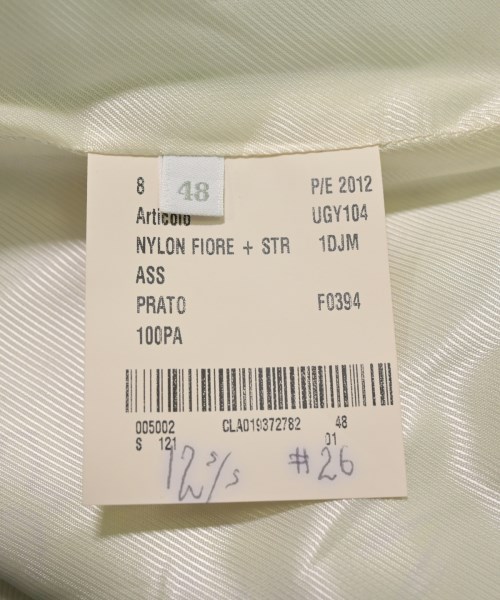 8 48 P/E 2012
Articolo UGY104
NYLON FIORE + STR 1DJM
ASS
PRATO F0394
100PA
005002 CLA019372782 48
S 121 01
12 s/s #26